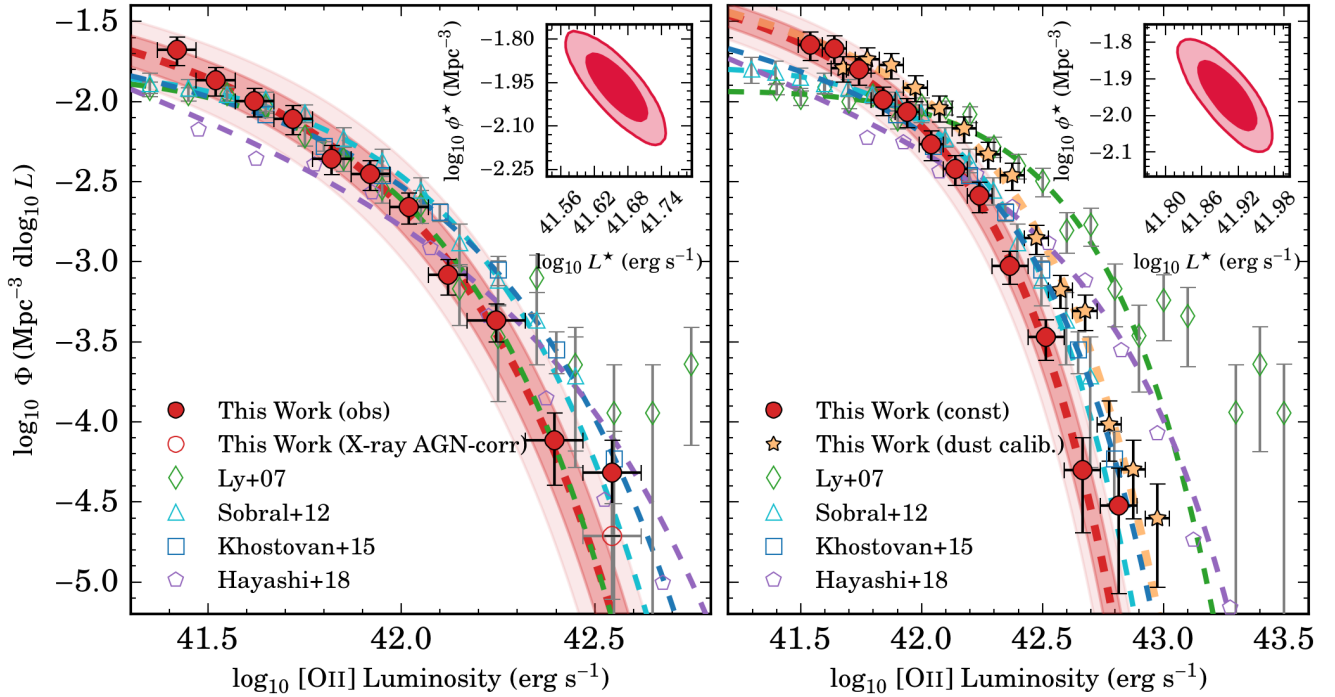 log₁₀ Φ (Mpc⁻³ dlog₁₀ L)
−1.5
−2.0
−2.5
−3.0
−3.5
−4.0
−4.5
−5.0
log₁₀ ϕ★ (Mpc⁻³)
−1.80
−1.95
−2.10
−2.25
41.56
41.62
41.68
41.74
log₁₀ L★ (erg s⁻¹)
This Work (obs)
This Work (X-ray AGN-corr)
Ly+07
Sobral+12
Khostovan+15
Hayashi+18
41.5
42.0
42.5
log₁₀ [OII] Luminosity (erg s⁻¹)
log₁₀ ϕ★ (Mpc⁻³)
−1.8
−1.9
−2.0
−2.1
41.80
41.86
41.92
41.98
log₁₀ L★ (erg s⁻¹)
This Work (const)
This Work (dust calib.)
Ly+07
Sobral+12
Khostovan+15
Hayashi+18
41.5
42.0
42.5
43.0
43.5
log₁₀ [OII] Luminosity (erg s⁻¹)